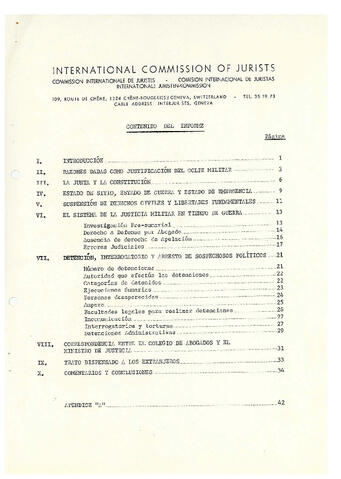 INTERNATIONAL COMMISSION OF JURISTS
COMMISSION INTERNATIONALE DE JURISTES - COMISION INTERNACIONAL DE JURISTAS
INTERNATIONALE JURISTEN-KOMMISSION
109, ROUTE DE CHÊNE, 1224 CHÊNE-BOUGERIES/GENEVA, SWITZERLAND - TEL. 35 19 73
CABLE ADDRESS INTERJURISTS, GENEVA
CONTENIDO DEL INFORME
Página
I. INTRODUCCIÓN 1
II. RAZONES DADAS COMO JUSTIFICACIÓN DEL GOLPE MILITAR 3
III. LA JUNTA Y LA CONSTITUCIÓN 6
IV. ESTADO DE SITIO, ESTADO DE GUERRA Y ESTADO DE EMERGENCIA 9
V. SUSPENSIÓN DE DERECHOS CIVILES Y LIBERTADES FUNDAMENTALES 11
VI. EL SISTEMA DE LA JUSTICIA MILITAR EN TIEMPO DE GUERRA 13
Investigación Pre-sumarial 13
Derecho a Defensa por Abogado 14
Ausencia de derecho de Apelación 16
Errores Judiciales 17
VII. DETENCIÓN, INTERROGATORIO Y ARRESTO DE SOSPECHOSOS POLÍTICOS 21
Número de detenciones 21
Autoridad que efectúa las detenciones 22
Categorías de detenidos 22
Ejecuciones Sumarias 23
Personas desaparecidas 24
Amparo
Facultades legales para realizar detenciones 26
Incomunicación 27
Interrogatorios y torturas 27
Detenciones Administrativas 29
VIII. CORRESPONDENCIA ENTRE EL COLEGIO DE ABOGADOS Y EL
MINISTRO DE JUSTICIA 31
IX. TRATO DISPENSADO A LOS EXTRANJEROS 33
X. COMENTARIOS Y CONCLUSIONES 34
APENDICE "A" 42